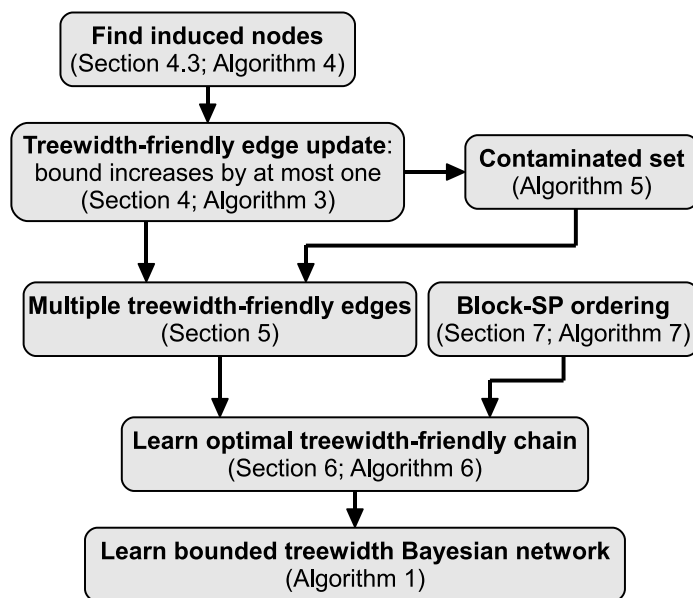 Find induced nodes
(Section 4.3; Algorithm 4)
Treewidth-friendly edge update:
bound increases by at most one
(Section 4; Algorithm 3)
Contaminated set
(Algorithm 5)
Multiple treewidth-friendly edges
(Section 5)
Block-SP ordering
(Section 7; Algorithm 7)
Learn optimal treewidth-friendly chain
(Section 6; Algorithm 6)
Learn bounded treewidth Bayesian network
(Algorithm 1)